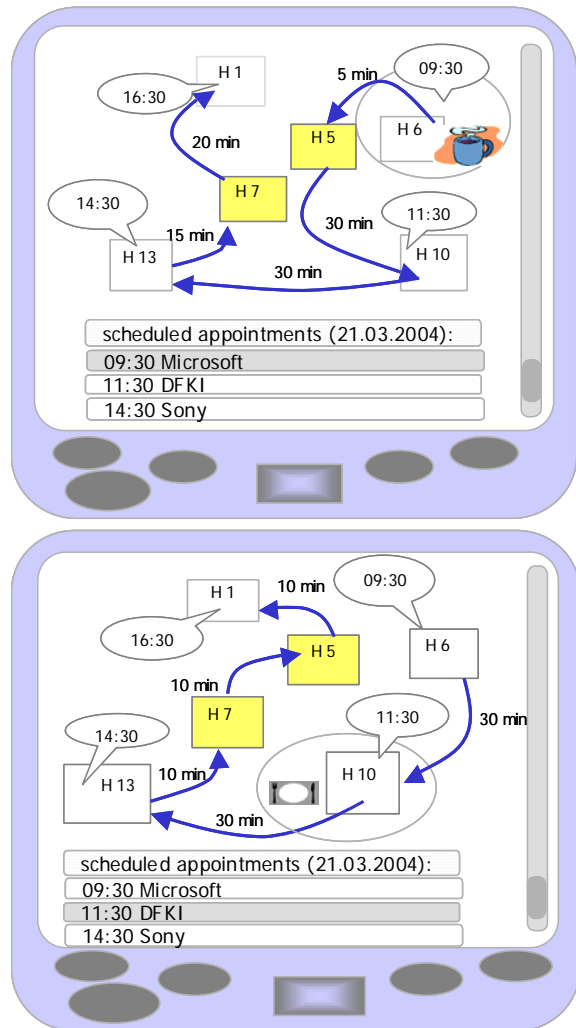 H 1
09:30
5 min
16:30
H 6
20 min
H 5
H 7
14:30
11:30
30 min
15 min
H 13
H 10
30 min
scheduled appointments (21.03.2004):
09:30 Microsoft
11:30 DFKI
14:30 Sony
09:30
10 min
H 1
16:30
H 5
H 6
10 min
H 7
11:30
30 min
14:30
10 min
H 13
H 10
30 min
scheduled appointments (21.03.2004):
09:30 Microsoft
11:30 DFKI
14:30 Sony